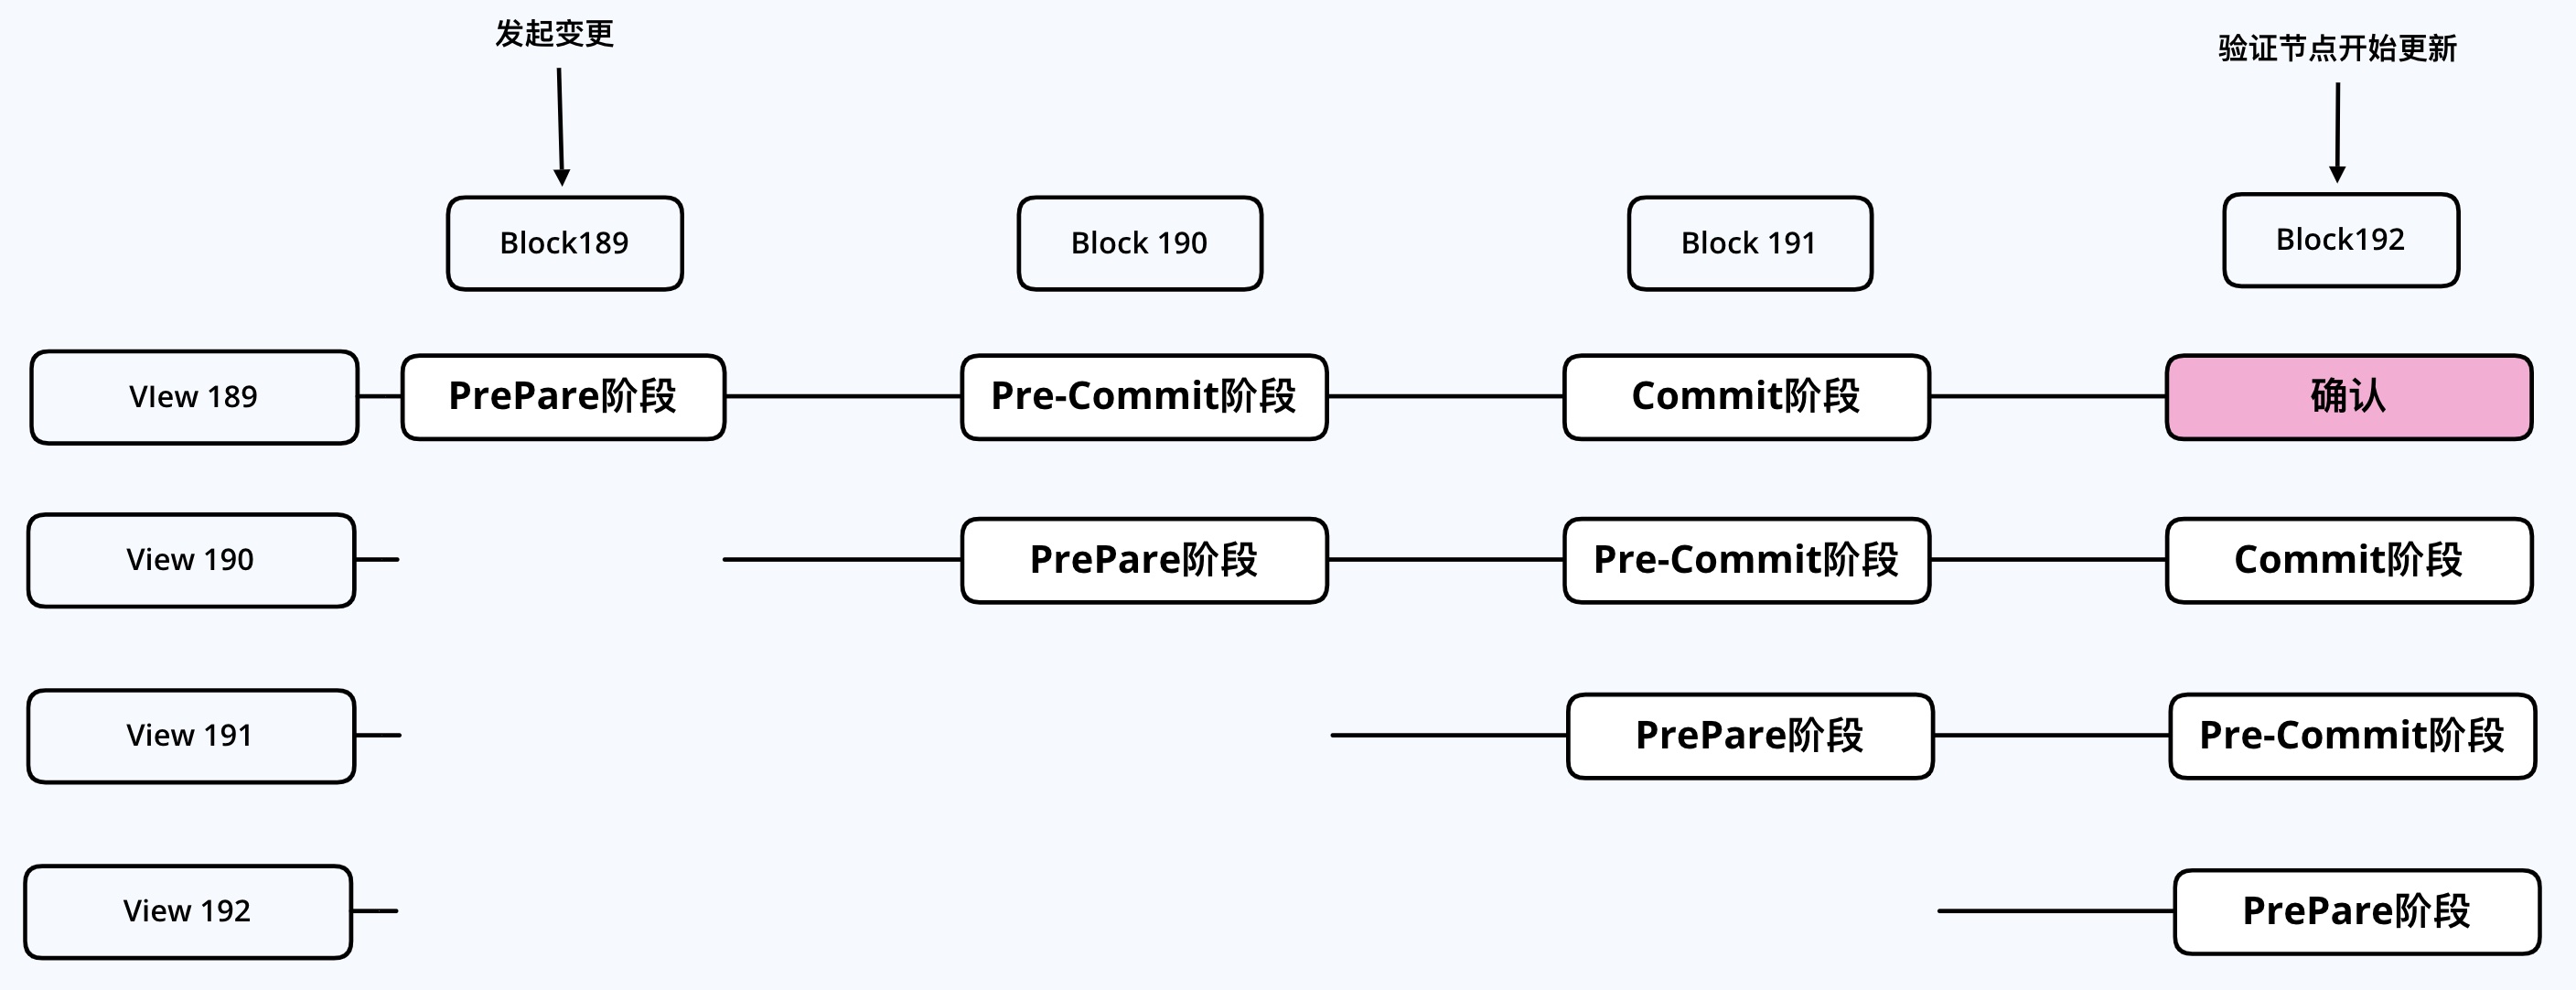 发起变更
验证节点开始更新
Block189
Block 190
Block 191
Block192
VIew 189
PrePare阶段
Pre-Commit阶段
Commit阶段
确认
View 190
PrePare阶段
Pre-Commit阶段
Commit阶段
View 191
PrePare阶段
Pre-Commit阶段
View 192
PrePare阶段